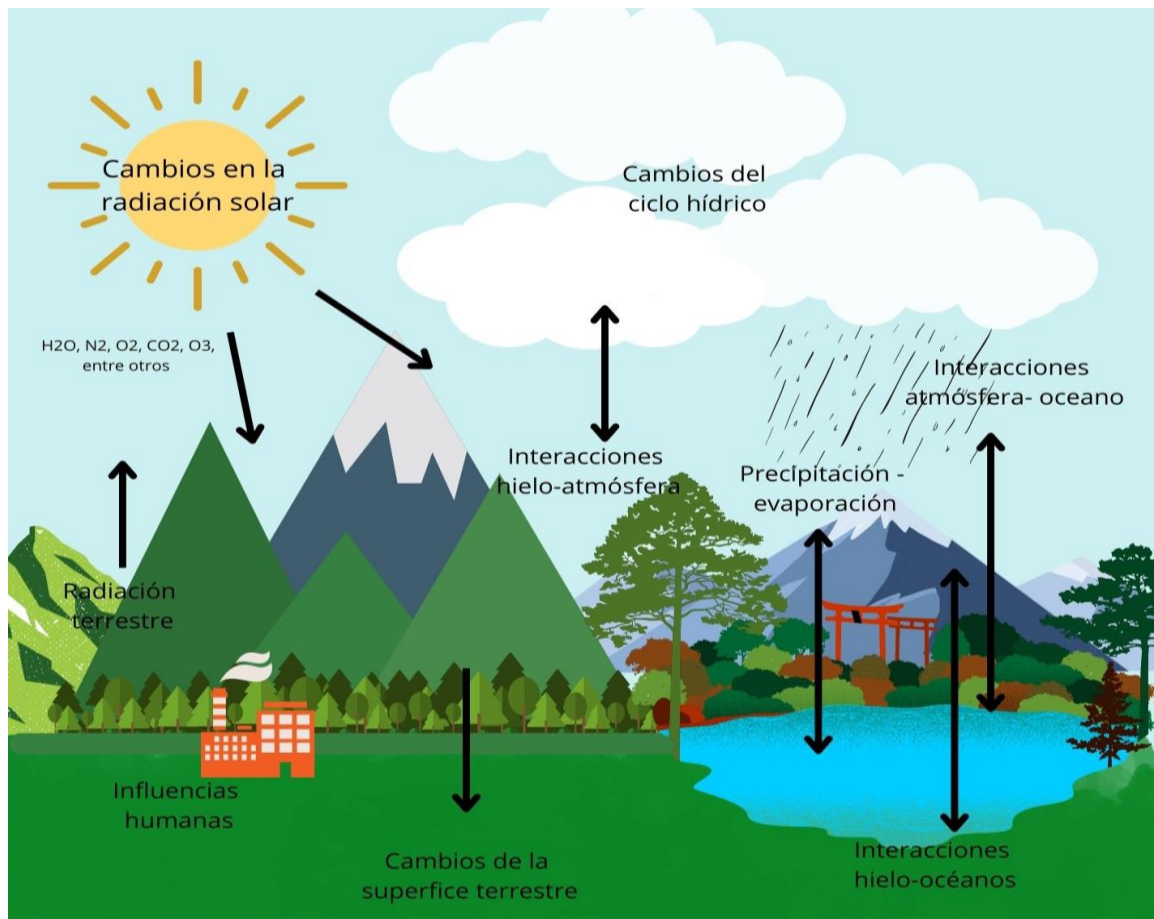 Cambios en la
radiación solar
Cambios del
ciclo hídrico
H2O, N2, O2, CO2, O3,
entre otros
Interacciones
atmósfera- oceano
Interacciones
hielo-atmósfera
Precipitación -
evaporación
Radiación
terrestre
Influencias
humanas
Cambios de la
superfice terrestre
Interacciones
hielo-océanos